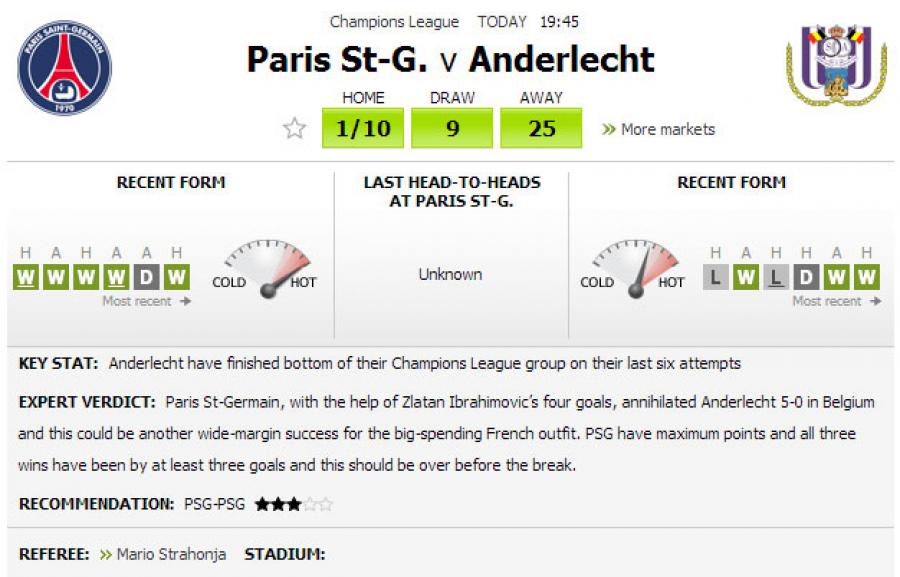 Champions League TODAY 19:45
PARIS SAINT-GERMAIN
1970
Paris St-G. v Anderlecht
HOME DRAW AWAY
1/10 9 25 » More markets
RECENT FORM
LAST HEAD-TO-HEADS
AT PARIS ST-G.
RECENT FORM
H A H A A H
W W W W D W
Most recent →
COLD HOT
Unknown
COLD HOT
H A H H A H
L W L D W W
Most recent →
KEY STAT: Anderlecht have finished bottom of their Champions League group on their last six attempts
EXPERT VERDICT: Paris St-Germain, with the help of Zlatan Ibrahimovic's four goals, annihilated Anderlecht 5-0 in Belgium
and this could be another wide-margin success for the big-spending French outfit. PSG have maximum points and all three
wins have been by at least three goals and this should be over before the break.
RECOMMENDATION: PSG-PSG ★★★☆☆
REFEREE: » Mario Strahonja STADIUM: